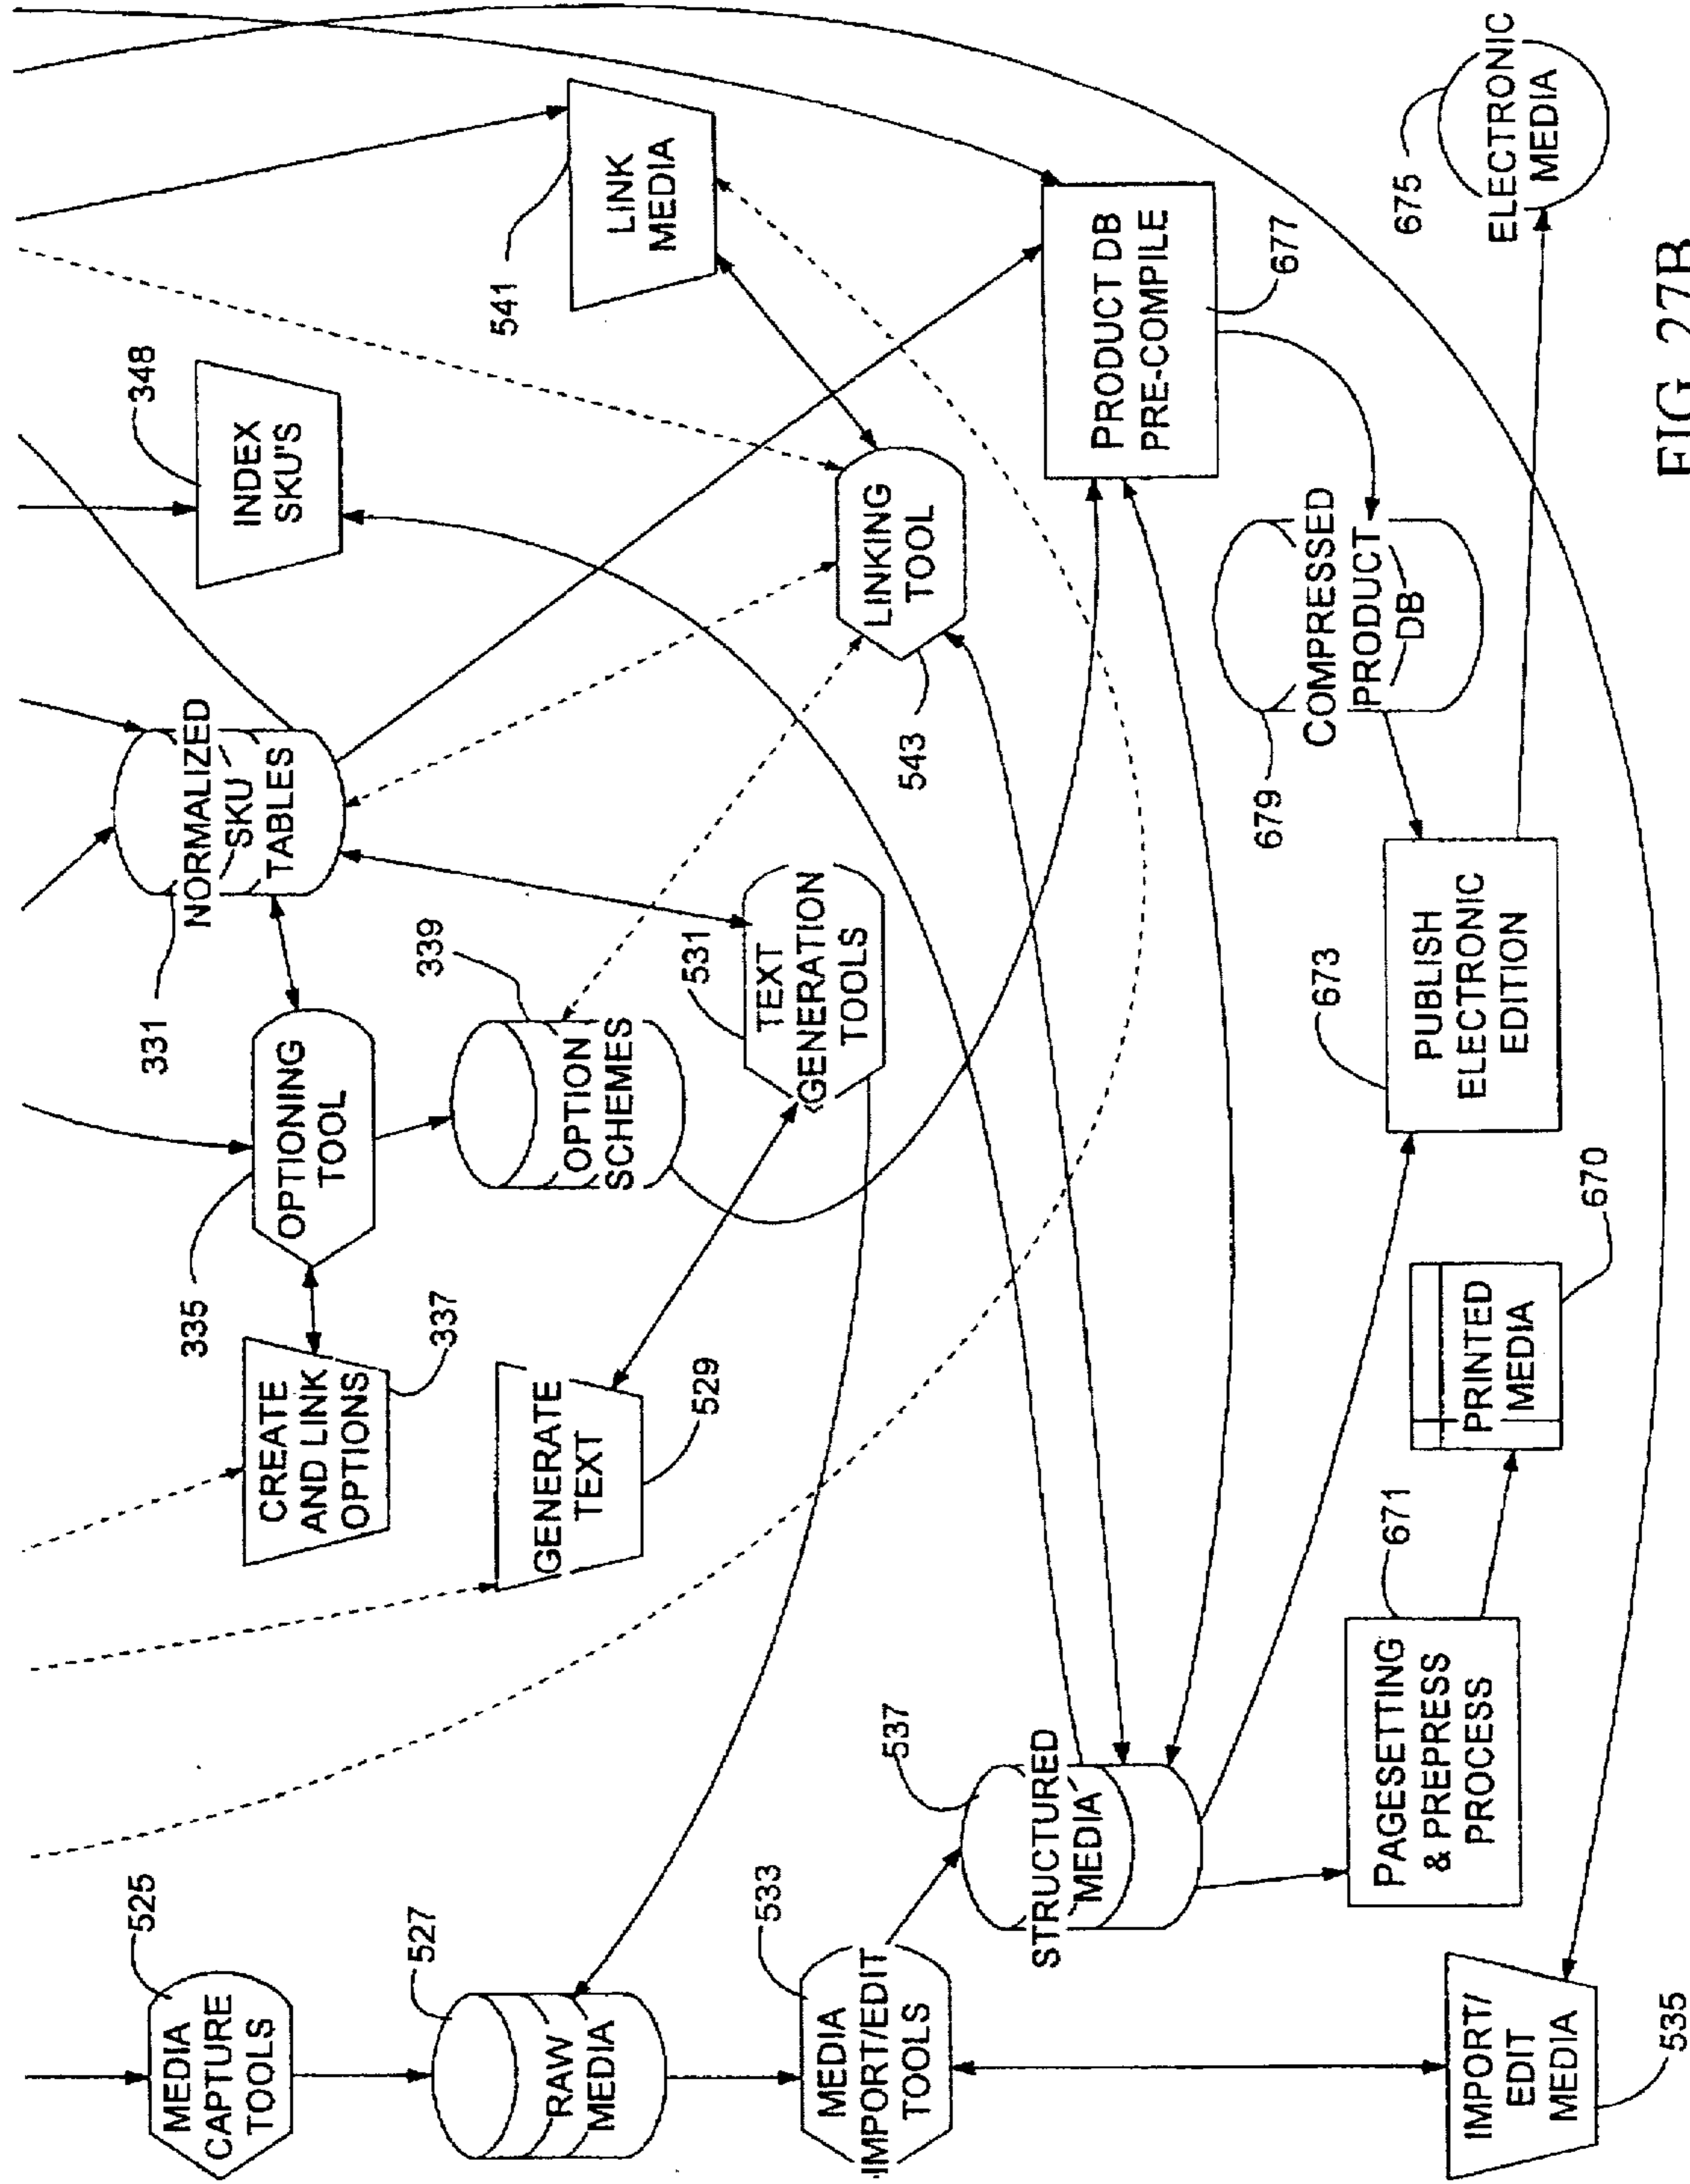 MEDIA
CAPTURE
TOOLS
525
RAW
MEDIA
527
MEDIA
IMPORT/EDIT
TOOLS
533
IMPORT/
EDIT
MEDIA
535
STRUCTURED
MEDIA
537
CREATE
AND LINK
OPTIONS
337
GENERATE
TEXT
529
OPTIONING
TOOL
335
OPTION
SCHEMES
339
TEXT
GENERATION
TOOLS
531
NORMALIZED
SKU
TABLES
331
INDEX
SKU'S
348
LINK
MEDIA
541
LINKING
TOOL
543
PRODUCT DB
PRE-COMPILE
677
COMPRESSED
PRODUCT
DB
679
PAGESETTING
& PREPRESS
PROCESS
671
PRINTED
MEDIA
670
PUBLISH
ELECTRONIC
EDITION
673
ELECTRONIC
MEDIA
675
FIG. 27B